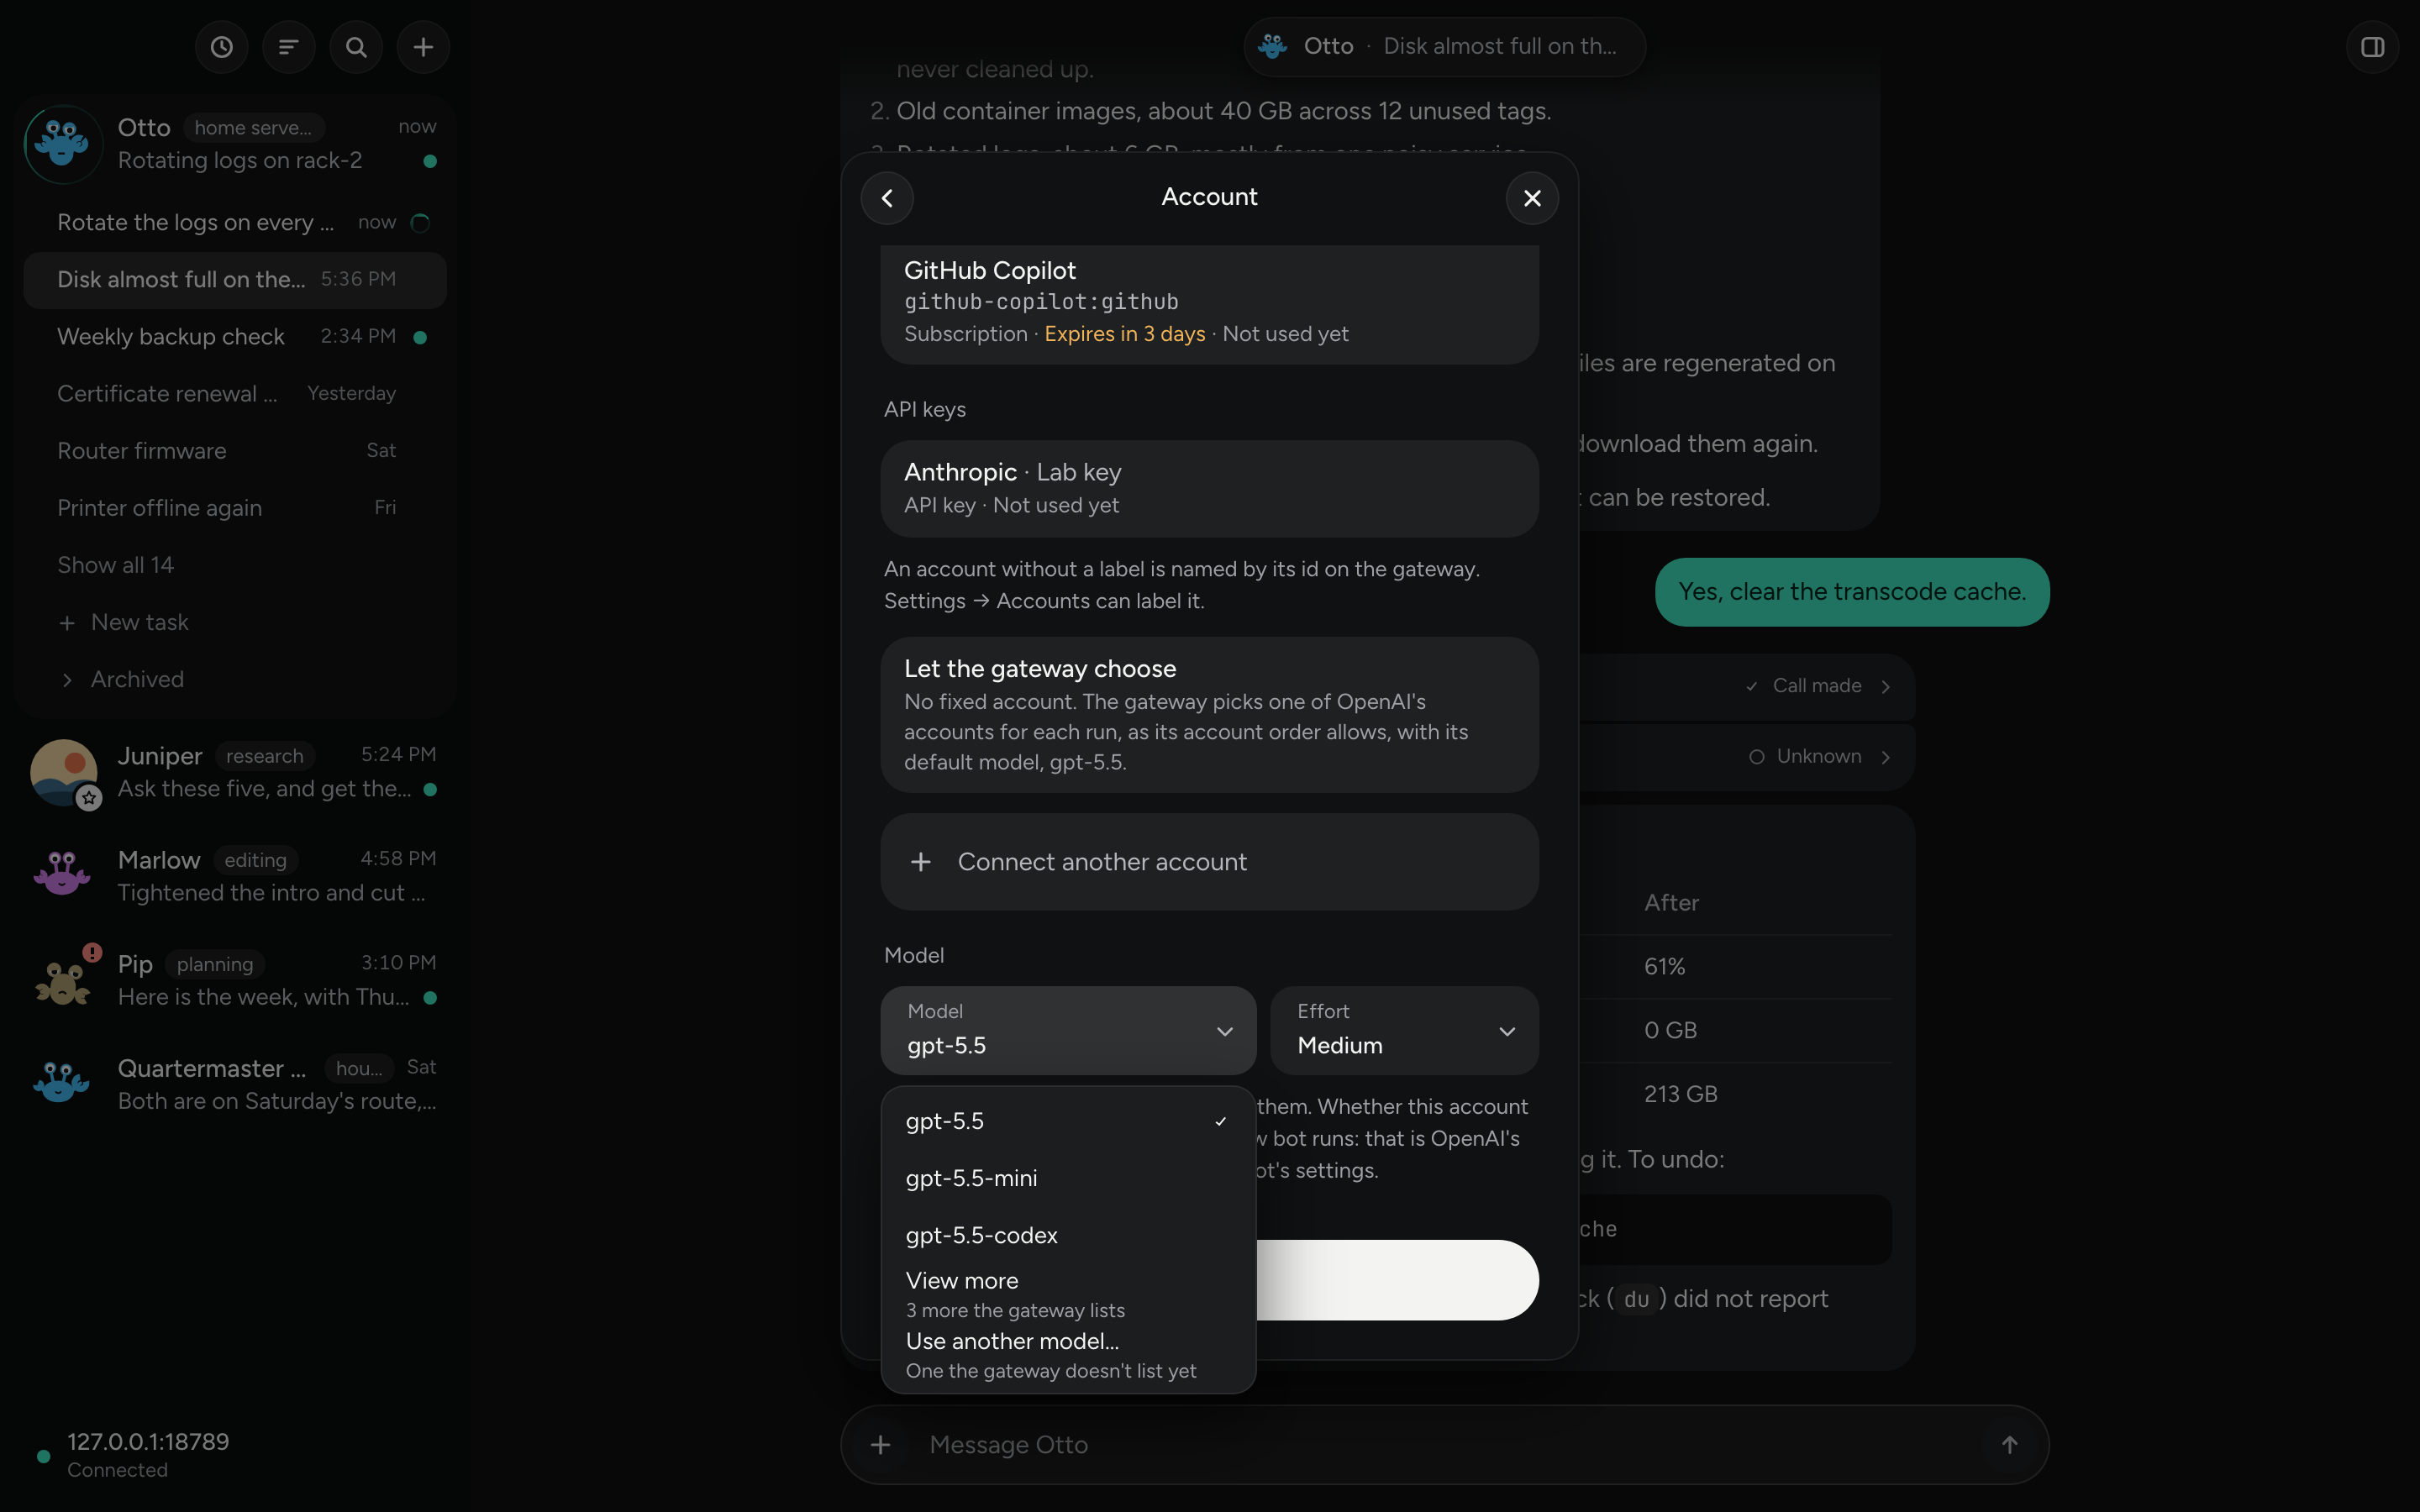 Otto home serve... now
Rotating logs on rack-2
Rotate the logs on every ... now
Disk almost full on the... 5:36 PM
Weekly backup check 2:34 PM
Certificate renewal ... Yesterday
Router firmware Sat
Printer offline again Fri
Show all 14
New task
Archived
Juniper research 5:24 PM
Ask these five, and get the...
Marlow editing 4:58 PM
Tightened the intro and cut ...
Pip planning 3:10 PM
Here is the week, with Thu...
Quartermaster ... hou... Sat
Both are on Saturday's route,...
127.0.0.1:18789
Connected
Otto · Disk almost full on th...
never cleaned up.
2. Old container images, about 40 GB across 12 unused tags.
Account
GitHub Copilot
github-copilot:github
Subscription · Expires in 3 days · Not used yet
API keys
Anthropic · Lab key
API key · Not used yet
An account without a label is named by its id on the gateway.
Settings → Accounts can label it.
Let the gateway choose
No fixed account. The gateway picks one of OpenAI's
accounts for each run, as its account order allows, with its
default model, gpt-5.5.
Connect another account
Model
Model
gpt-5.5
Effort
Medium
gpt-5.5
gpt-5.5-mini
gpt-5.5-codex
View more
3 more the gateway lists
Use another model...
One the gateway doesn't list yet
them. Whether this account
bot runs: that is OpenAI's
settings.
are regenerated on
download them again.
can be restored.
Yes, clear the transcode cache.
Call made
Unknown
After
61%
0 GB
213 GB
it. To undo:
( du ) did not report
Message Otto